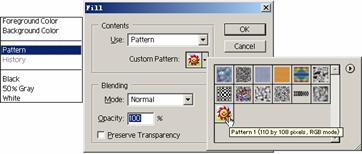 Foreground Color
Background Color
Pattern
History
Black
50% Gray
White
Fill
Contents
Use: Pattern
Custom Pattern:
OK
Cancel
Blending
Mode: Normal
Opacity: 100 %
Preserve Transparency
Pattern 1 (110 by 108 pixels, RGB mode)